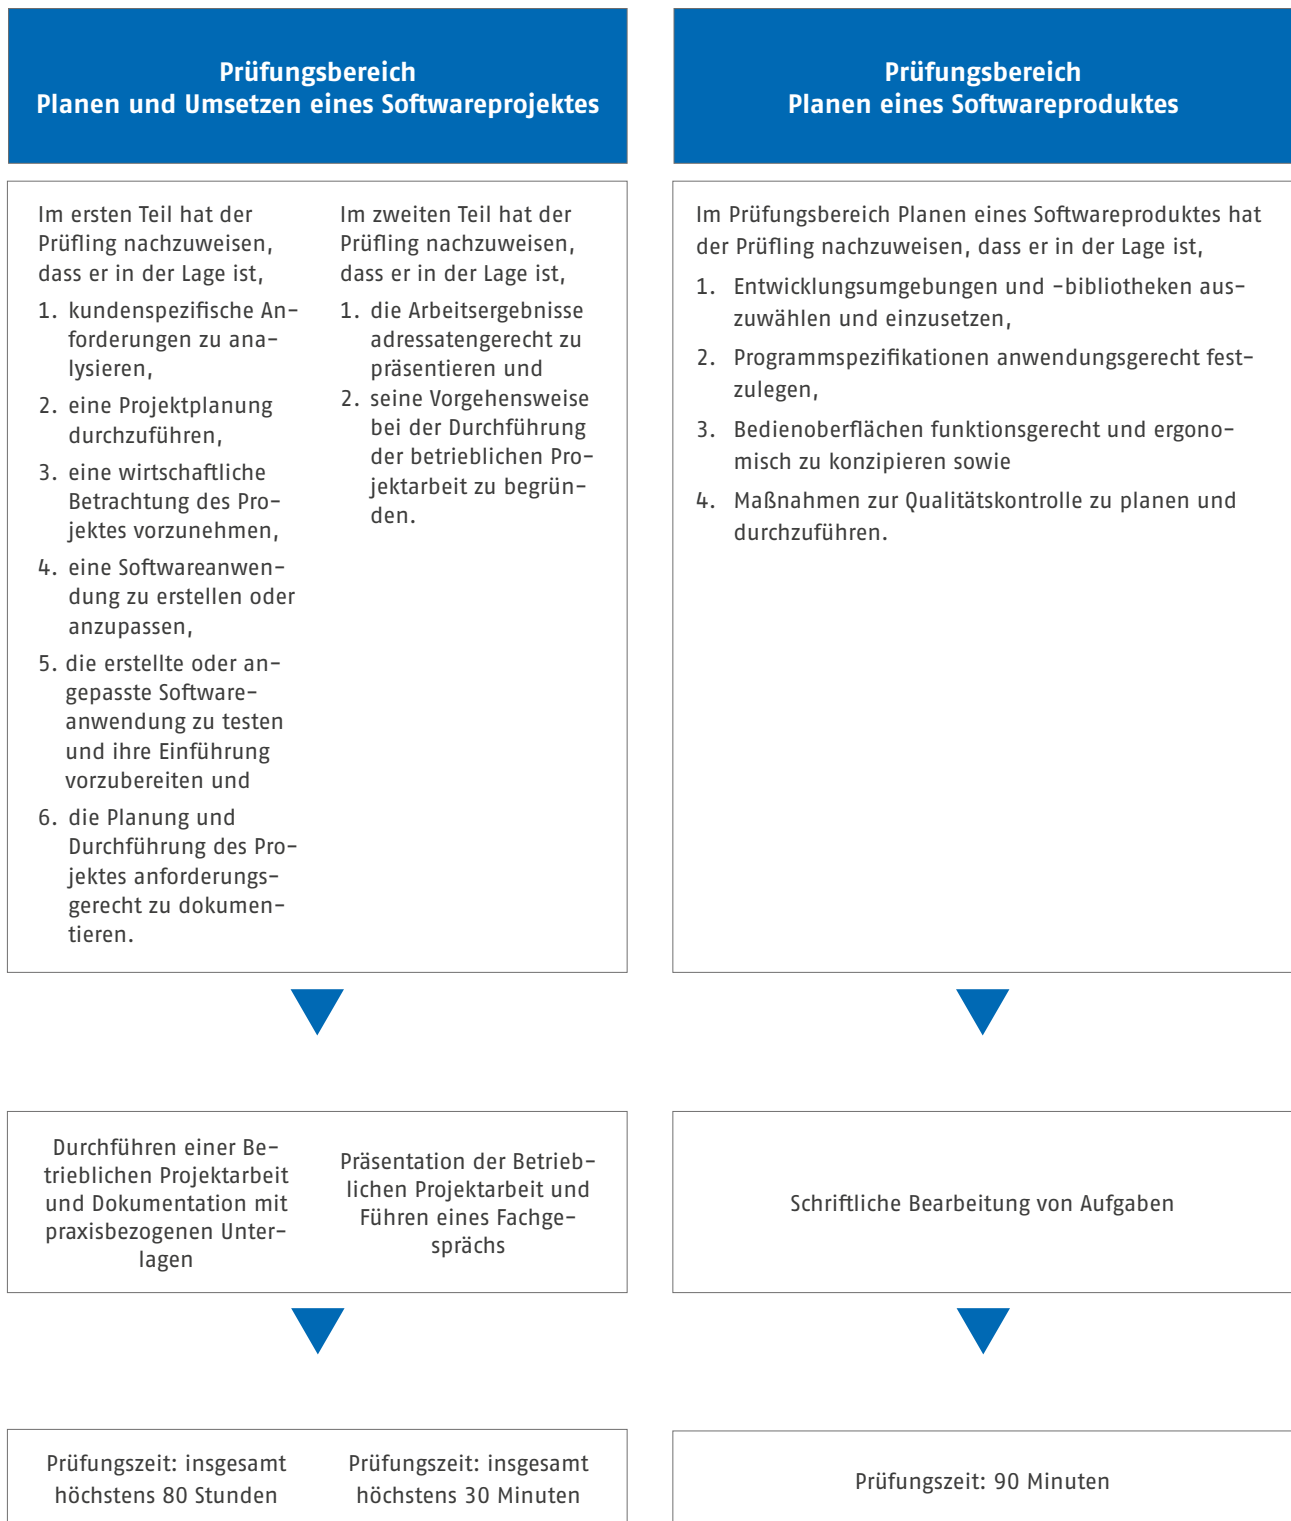 Prüfungsbereich
Planen und Umsetzen eines Softwareprojektes
Im ersten Teil hat der
Prüfling nachzuweisen,
dass er in der Lage ist,
1. kundenspezifische An-
forderungen zu ana-
lysieren,
2. eine Projektplanung
durchzuführen,
3. eine wirtschaftliche
Betrachtung des Pro-
jektes vorzunehmen,
4. eine Softwareanwen-
dung zu erstellen oder
anzupassen,
5. die erstellte oder an-
gepasste Software-
anwendung zu testen
und ihre Einführung
vorzubereiten und
6. die Planung und
Durchführung des Pro-
jektes anforderungs-
gerecht zu dokumen-
tieren.
Im zweiten Teil hat der
Prüfling nachzuweisen,
dass er in der Lage ist,
1. die Arbeitsergebnisse
adressatengerecht zu
präsentieren und
2. seine Vorgehensweise
bei der Durchführung
der betrieblichen Pro-
jektarbeit zu begrün-
den.
Durchführen einer Be-
trieblichen Projektarbeit
und Dokumentation mit
praxisbezogenen Unter-
lagen
Präsentation der Betrieb-
lichen Projektarbeit und
Führen eines Fachge-
sprächs
Prüfungszeit: insgesamt
höchstens 80 Stunden
Prüfungszeit: insgesamt
höchstens 30 Minuten
Prüfungsbereich
Planen eines Softwareproduktes
Im Prüfungsbereich Planen eines Softwareproduktes hat
der Prüfling nachzuweisen, dass er in der Lage ist,
1. Entwicklungsumgebungen und -bibliotheken aus-
zuwählen und einzusetzen,
2. Programmspezifikationen anwendungsgerecht fest-
zulegen,
3. Bedienoberflächen funktionsgerecht und ergono-
misch zu konzipieren sowie
4. Maßnahmen zur Qualitätskontrolle zu planen und
durchzuführen.
Schriftliche Bearbeitung von Aufgaben
Prüfungszeit: 90 Minuten